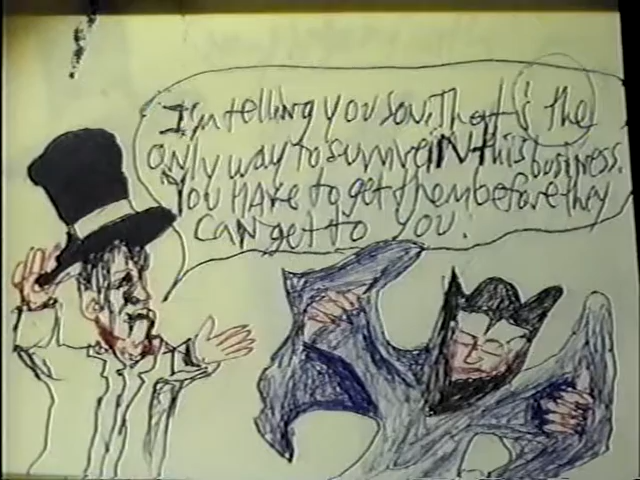 I'm telling you son, That is the
only way to survive IN this business.
You HAVE to get them before they
CAN get to you!